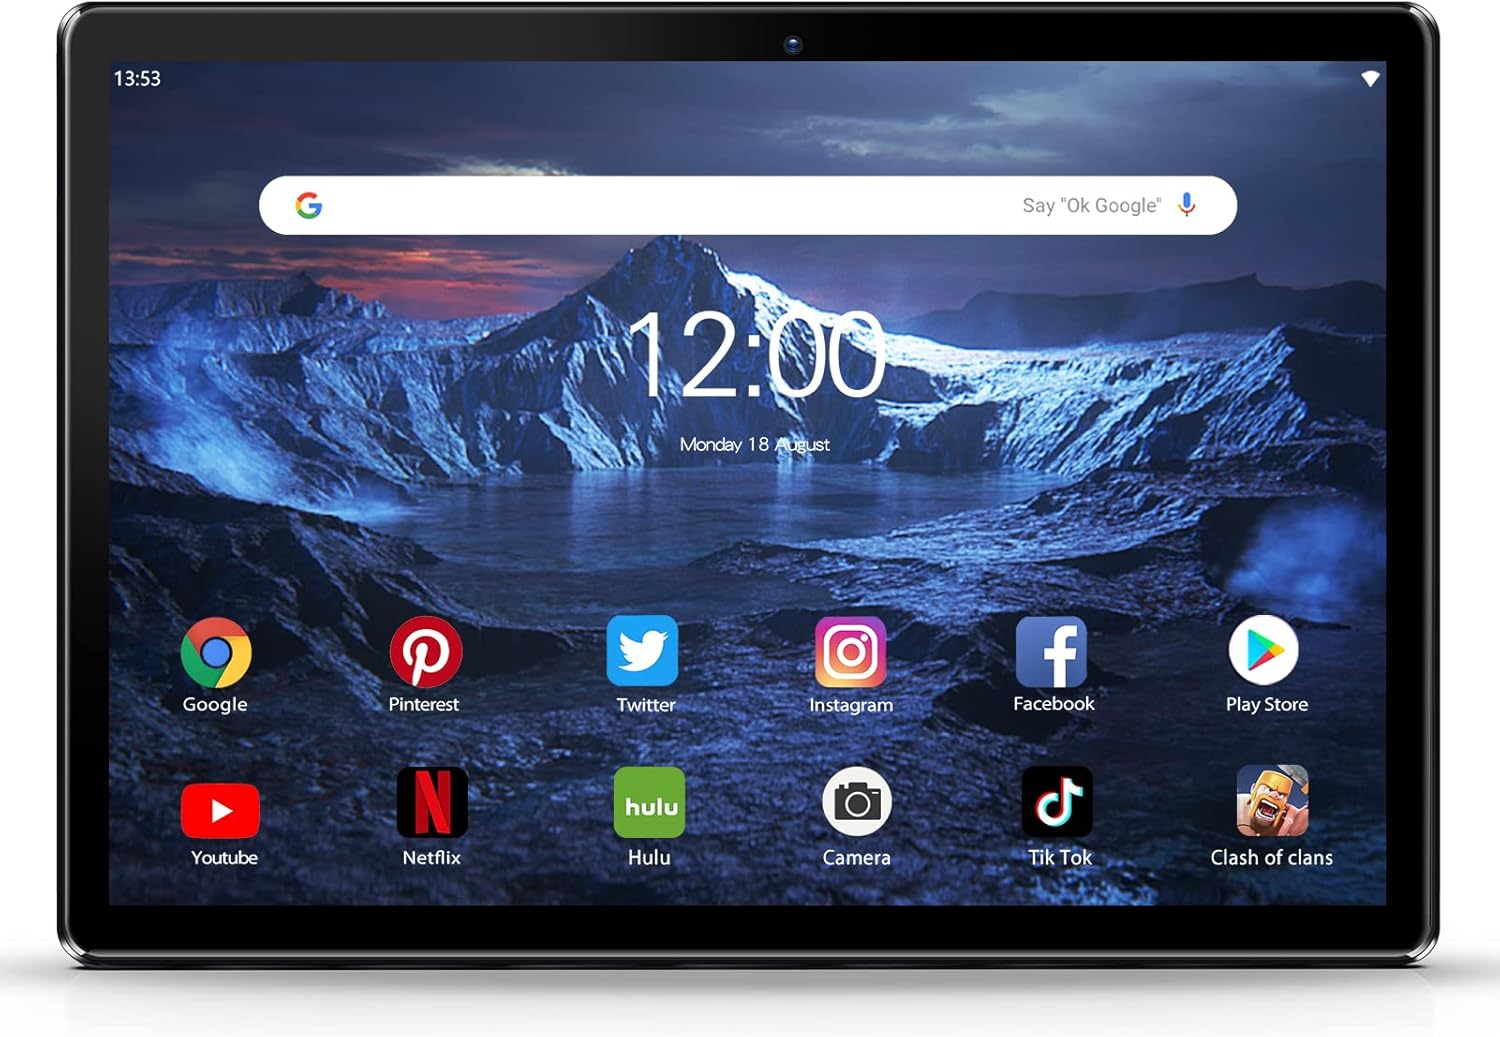 13:53
Say "Ok Google"
12:00
Monday 18 August
Google
Pinterest
Twitter
Instagram
Facebook
Play Store
hulu
Youtube
Netflix
Hulu
Camera
Tik Tok
Clash of clans